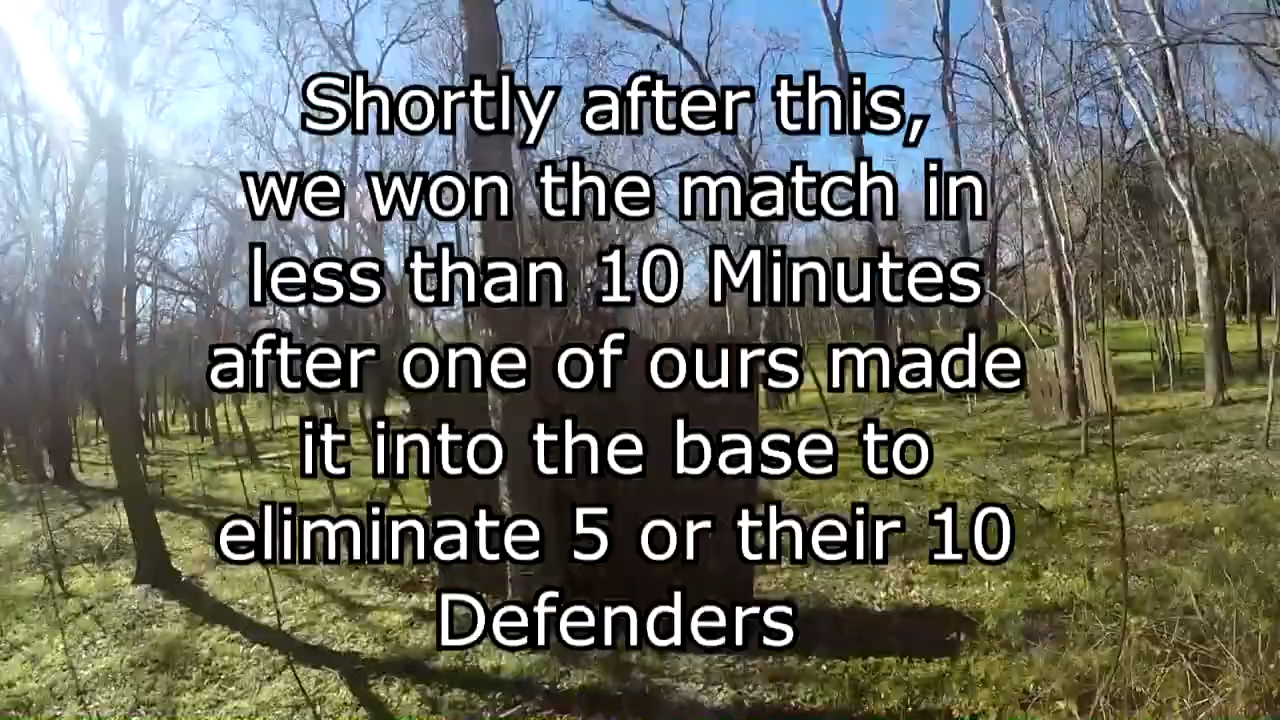 Shortly after this,
we won the match in
less than 10 Minutes
after one of ours made
it into the base to
eliminate 5 or their 10
Defenders